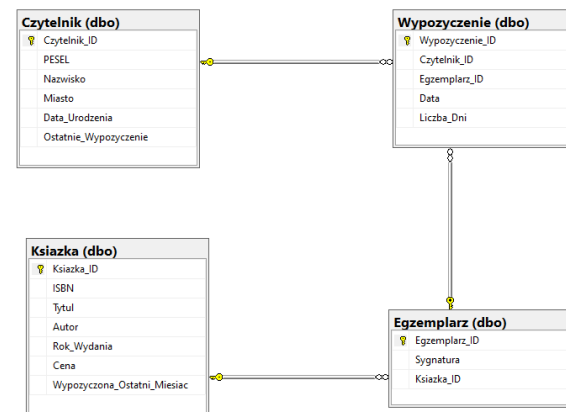 Czytelnik (dbo)
Czytelnik_ID
PESEL
Nazwisko
Miasto
Data_Urodzenia
Ostatnie_Wypozyczenie
Wypozyczenie (dbo)
Wypozyczenie_ID
Czytelnik_ID
Egzemplarz_ID
Data
Liczba_Dni
Ksiazka (dbo)
Ksiazka_ID
ISBN
Tytul
Autor
Rok_Wydania
Cena
Wypozyczona_Ostatni_Miesiac
Egzemplarz (dbo)
Egzemplarz_ID
Sygnatura
Ksiazka_ID